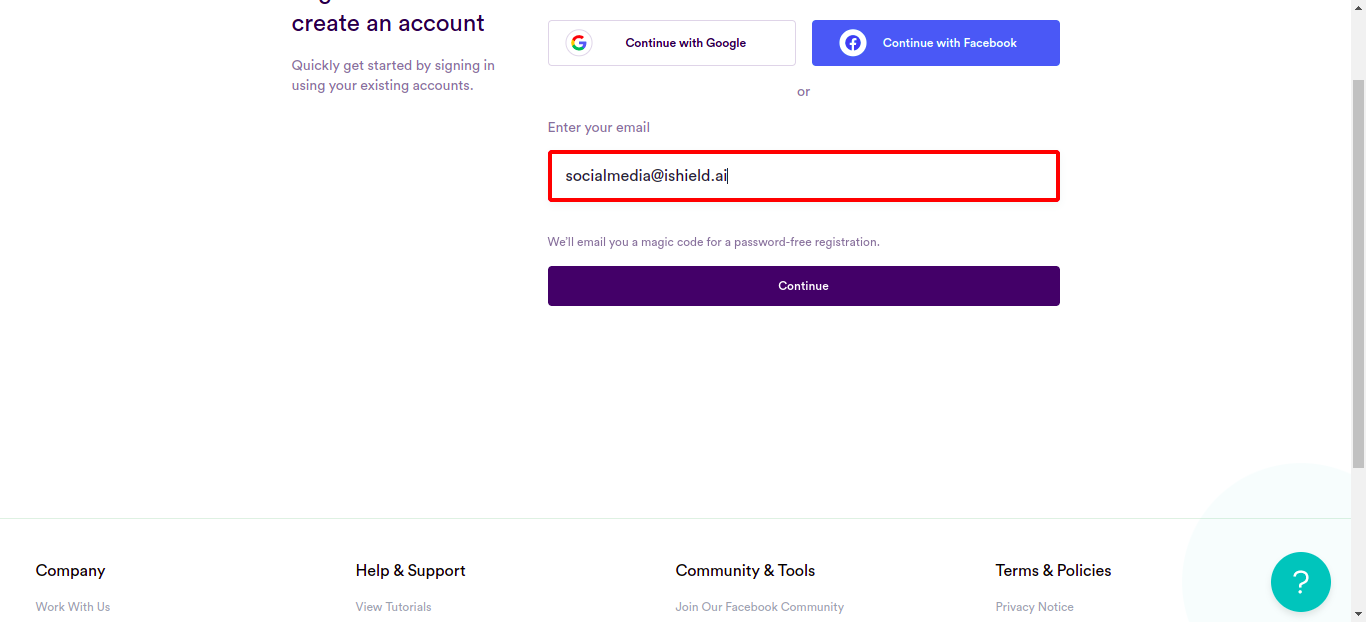 create an account
Quickly get started by signing in
using your existing accounts.
Continue with Google
Continue with Facebook
or
Enter your email
socialmedia@ishield.ai
We'll email you a magic code for a password-free registration.
Continue
Company
Help & Support
Community & Tools
Terms & Policies
Work With Us
View Tutorials
Join Our Facebook Community
Privacy Notice
?